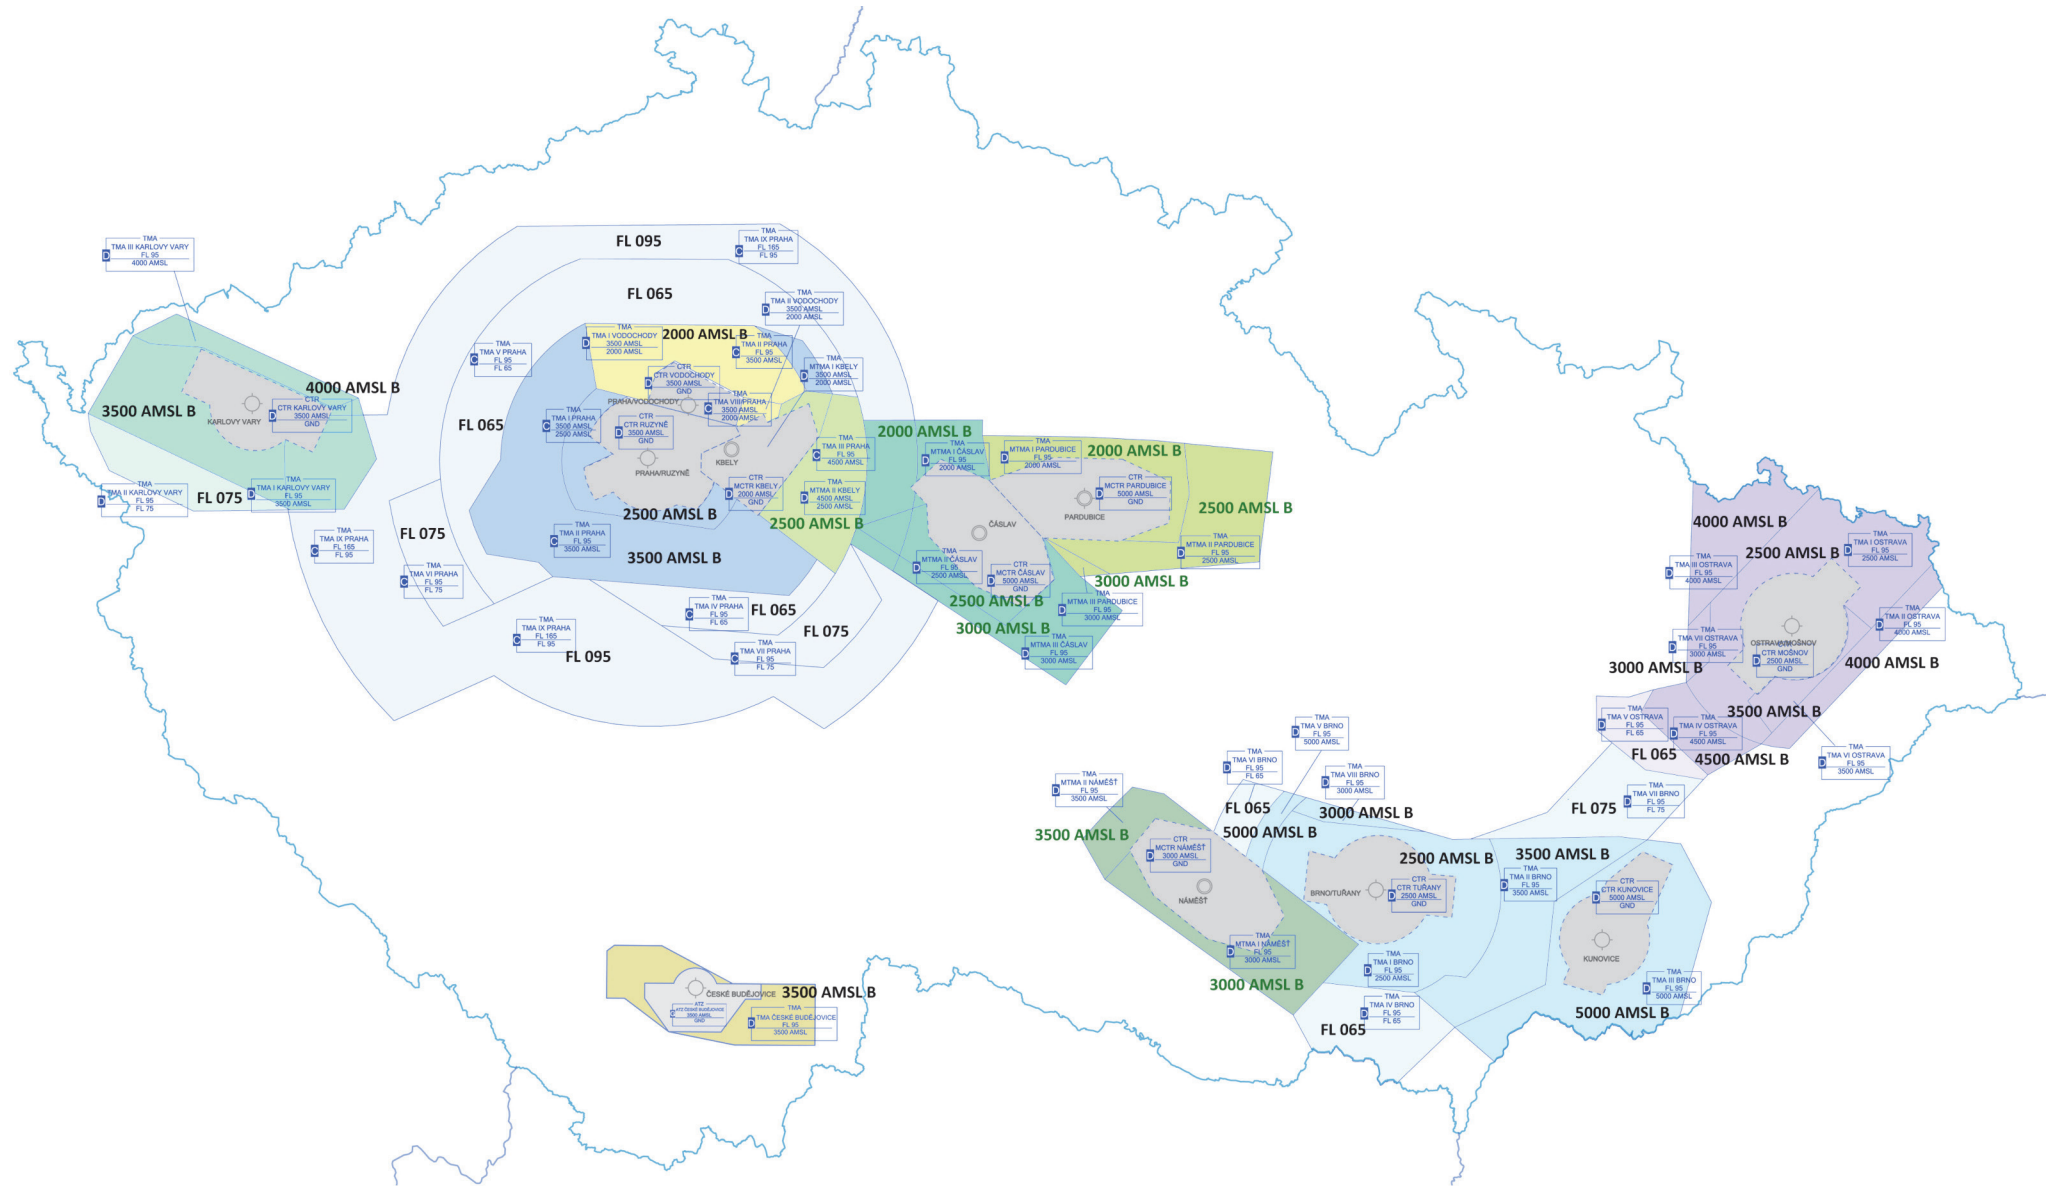 TMA
TMA III KARLOVY VARY
D
FL 95
4000 AMSL
FL 095
TMA
TMA IX PRAHA
C
FL 165
FL 95
FL 065
TMA
TMA II VODOCHODY
D
3500 AMSL
2000 AMSL
TMA
TMA V PRAHA
C
FL 95
FL 65
TMA
TMA I VODOCHODY
D
3500 AMSL
2000 AMSL
2000 AMSL B
TMA
TMA II PRAHA
C
FL 95
3500 AMSL
TMA
MTMA I KBELY
D
3500 AMSL
2000 AMSL
CTR
CTR VODOCHODY
D
3500 AMSL
GND
PRAHA/VODOCHODY
TMA
TMA VIII PRAHA
C
3500 AMSL
2000 AMSL
4000 AMSL B
3500 AMSL B
CTR
CTR KARLOVY VARY
D
3500 AMSL
GND
KARLOVY VARY
FL 065
TMA
TMA I PRAHA
C
3500 AMSL
2500 AMSL
CTR
CTR RUZYNĚ
D
3500 AMSL
GND
PRAHA/RUZYNĚ
KBELY
TMA
TMA III PRAHA
C
FL 95
4500 AMSL
2000 AMSL B
TMA
MTMA I ČÁSLAV
D
FL 95
2000 AMSL
TMA
MTMA I PARDUBICE
D
FL 95
2000 AMSL
2000 AMSL B
TMA
TMA II KARLOVY VARY
D
FL 95
FL 75
FL 075
TMA
TMA I KARLOVY VARY
D
FL 95
3500 AMSL
CTR
MCTR KBELY
D
2000 AMSL
GND
TMA
MTMA II KBELY
D
4500 AMSL
2500 AMSL
CTR
MCTR PARDUBICE
D
5000 AMSL
GND
PARDUBICE
2500 AMSL B
2500 AMSL B
2500 AMSL B
ČÁSLAV
4000 AMSL B
TMA
TMA IX PRAHA
C
FL 165
FL 95
FL 075
TMA
TMA II PRAHA
C
FL 95
3500 AMSL
3500 AMSL B
TMA
MTMA II PARDUBICE
D
FL 95
2500 AMSL
2500 AMSL B
TMA
TMA I OSTRAVA
D
FL 95
2500 AMSL
TMA
TMA VI PRAHA
C
FL 95
FL 75
TMA
MTMA II ČÁSLAV
D
FL 95
2500 AMSL
CTR
MCTR ČÁSLAV
D
5000 AMSL
GND
3000 AMSL B
TMA
TMA III OSTRAVA
D
FL 95
4000 AMSL
TMA
TMA IV PRAHA
C
FL 95
FL 65
FL 065
2500 AMSL B
TMA
MTMA III PARDUBICE
D
FL 95
3000 AMSL
TMA
TMA II OSTRAVA
D
FL 95
4000 AMSL
TMA
TMA IX PRAHA
C
FL 165
FL 95
FL 095
FL 075
3000 AMSL B
TMA
TMA VII OSTRAVA
D
FL 95
3000 AMSL
OSTRAVA/MOŠNOV
CTR MOŠNOV
D
2500 AMSL
GND
TMA
TMA VII PRAHA
C
FL 95
FL 75
TMA
MTMA III ČÁSLAV
D
FL 95
3000 AMSL
3000 AMSL B
4000 AMSL B
TMA
TMA V OSTRAVA
D
FL 95
FL 65
3500 AMSL B
TMA
TMA IV OSTRAVA
D
FL 95
4500 AMSL
TMA
TMA V BRNO
D
FL 95
5000 AMSL
FL 065
4500 AMSL B
TMA
TMA VI OSTRAVA
D
FL 95
3500 AMSL
TMA
TMA VI BRNO
D
FL 95
FL 65
TMA
TMA VIII BRNO
D
FL 95
3000 AMSL
TMA
MTMA II NÁMĚŠŤ
D
FL 95
3500 AMSL
TMA
TMA VII BRNO
D
FL 95
FL 75
FL 075
FL 065
3000 AMSL B
3500 AMSL B
5000 AMSL B
CTR
MCTR NÁMĚŠŤ
D
3000 AMSL
GND
NÁMĚŠŤ
2500 AMSL B
3500 AMSL B
BRNO/TUŘANY
CTR
CTR TUŘANY
D
2500 AMSL
GND
TMA
TMA II BRNO
D
FL 95
3500 AMSL
CTR
CTR KUNOVICE
D
5000 AMSL
GND
KUNOVICE
TMA
MTMA I NÁMĚŠŤ
D
FL 95
3000 AMSL
3000 AMSL B
TMA
TMA I BRNO
D
FL 95
2500 AMSL
TMA
TMA III BRNO
D
FL 95
5000 AMSL
5000 AMSL B
ČESKÉ BUDĚJOVICE
3500 AMSL B
ATZ
ATZ ČESKÉ BUDĚJOVICE
3500 AMSL
GND
TMA
TMA ČESKÉ BUDĚJOVICE
D
FL 95
3500 AMSL
TMA
TMA IV BRNO
D
FL 95
FL 65
FL 065